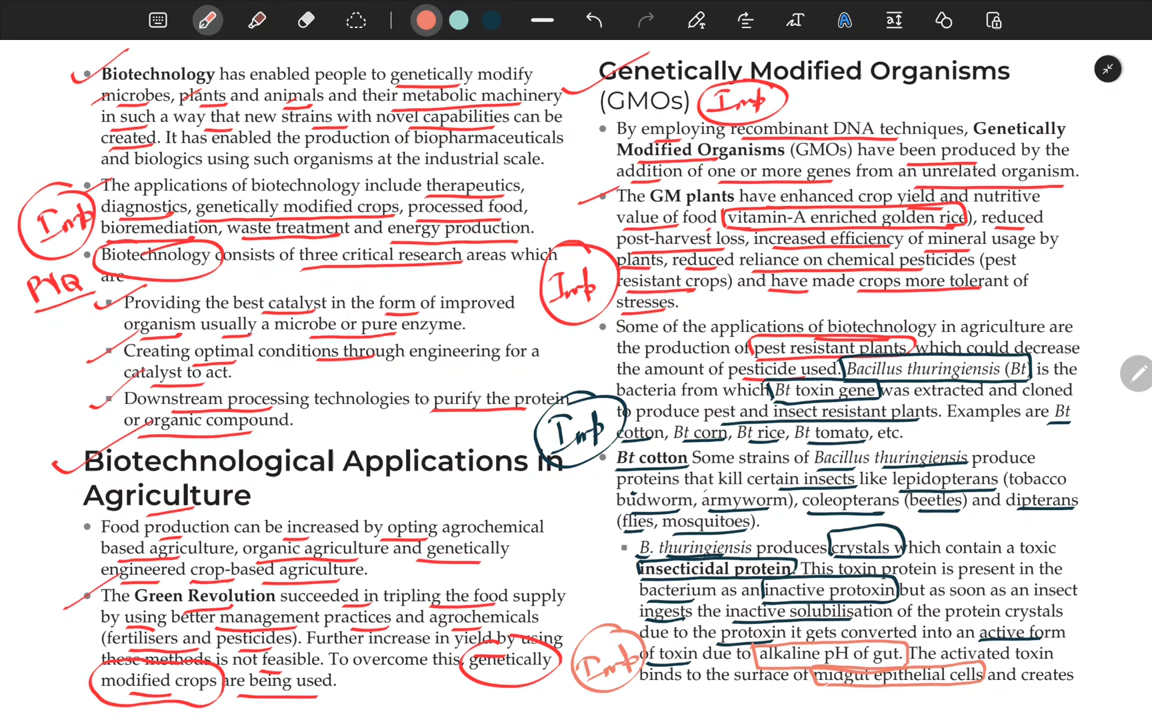 Biotechnology has enabled people to genetically modify
microbes, plants and animals and their metabolic machinery
in such a way that new strains with novel capabilities can be
created. It has enabled the production of biopharmaceuticals
and biologics using such organisms at the industrial scale.
The applications of biotechnology include therapeutics,
diagnostics, genetically modified crops, processed food,
bioremediation, waste treatment and energy production.
Imp
Biotechnology consists of three critical research areas which
are
PYQ
Providing the best catalyst in the form of improved
organism usually a microbe or pure enzyme.
Creating optimal conditions through engineering for a
catalyst to act.
Downstream processing technologies to purify the protein
or organic compound.
Biotechnological Applications in
Agriculture
Food production can be increased by opting agrochemical
based agriculture, organic agriculture and genetically
engineered crop-based agriculture.
The Green Revolution succeeded in tripling the food supply
by using better management practices and agrochemicals
(fertilisers and pesticides). Further increase in yield by using
these methods is not feasible. To overcome this, genetically
modified crops are being used.
Genetically Modified Organisms
(GMOs) Imp
By employing recombinant DNA techniques, Genetically
Modified Organisms (GMOs) have been produced by the
addition of one or more genes from an unrelated organism.
The GM plants have enhanced crop yield and nutritive
value of food (vitamin-A enriched golden rice), reduced
post-harvest loss, increased efficiency of mineral usage by
plants, reduced reliance on chemical pesticides (pest
resistant crops) and have made crops more tolerant of
stresses.
Imp
Some of the applications of biotechnology in agriculture are
the production of pest resistant plants, which could decrease
the amount of pesticide used. Bacillus thuringiensis (Bt) is the
bacteria from which Bt toxin gene was extracted and cloned
to produce pest and insect resistant plants. Examples are Bt
cotton, Bt corn, Bt rice, Bt tomato, etc.
Imp
Bt cotton Some strains of Bacillus thuringiensis produce
proteins that kill certain insects like lepidopterans (tobacco
budworm, armyworm), coleopterans (beetles) and dipterans
(flies, mosquitoes).
B. thuringiensis produces crystals which contain a toxic
insecticidal protein. This toxin protein is present in the
bacterium as an inactive protoxin but as soon as an insect
ingests the inactive solubilisation of the protein crystals
due to the protoxin it gets converted into an active form
of toxin due to alkaline pH of gut. The activated toxin
binds to the surface of midgut epithelial cells and creates
Imp